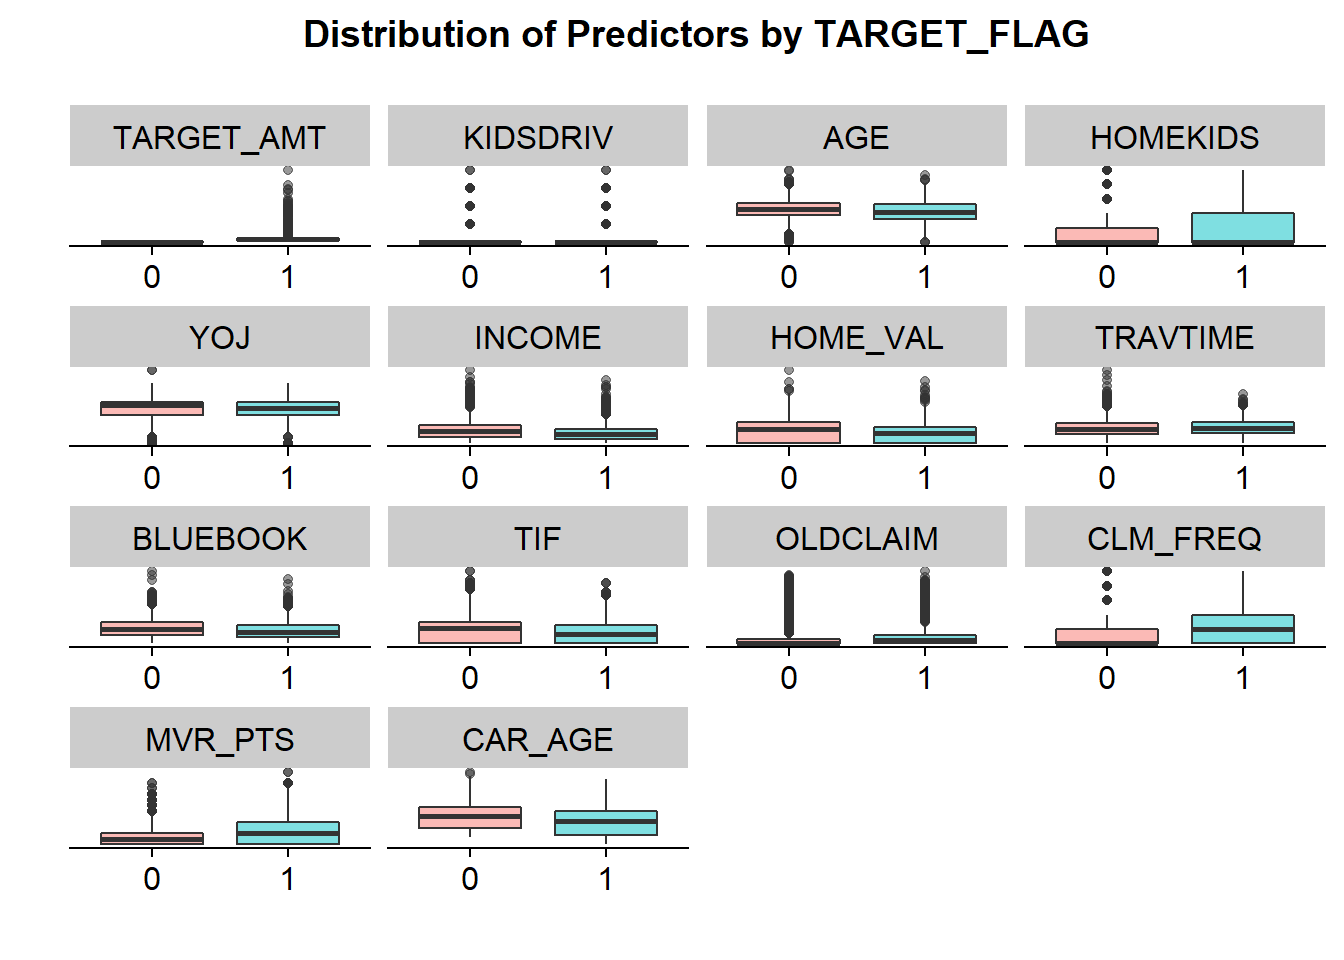 Distribution of Predictors by TARGET_FLAG
TARGET_AMT KIDSDRIV AGE HOMEKIDS
0 1 0 1 0 1 0 1
YOJ INCOME HOME_VAL TRAVTIME
0 1 0 1 0 1 0 1
BLUEBOOK TIF OLDCLAIM CLM_FREQ
0 1 0 1 0 1 0 1
MVR_PTS CAR_AGE
0 1 0 1